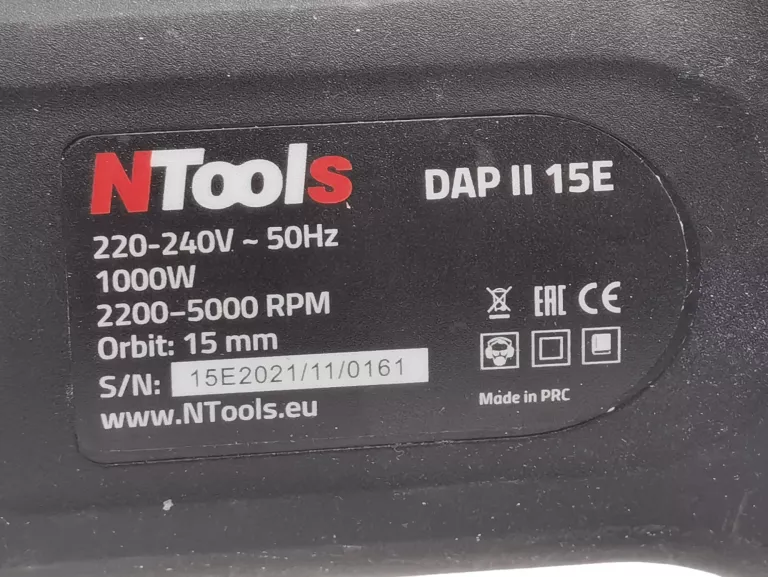 NTools
DAP II 15E
220-240V ~ 50Hz
1000W
2200–5000 RPM
Orbit: 15 mm
S/N: 15E2021/11/0161
www.NTools.eu
EAC CE
Made in PRC